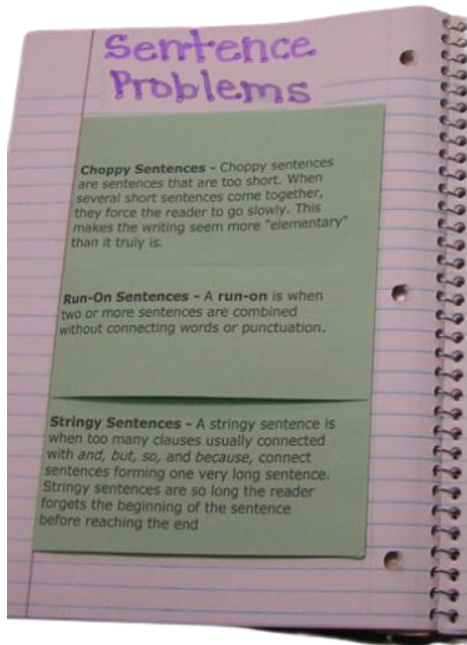 Sentence
Problems
Choppy Sentences - Choppy sentences
are sentences that are too short. When
several short sentences come together,
they force the reader to go slowly. This
makes the writing seem more "elementary"
than it truly is.
Run-On Sentences - A run-on is when
two or more sentences are combined
without connecting words or punctuation.
Stringy Sentences - A stringy sentence is
when too many clauses usually connected
with and, but, so, and because, connect
sentences forming one very long sentence.
Stringy sentences are so long the reader
forgets the beginning of the sentence
before reaching the end